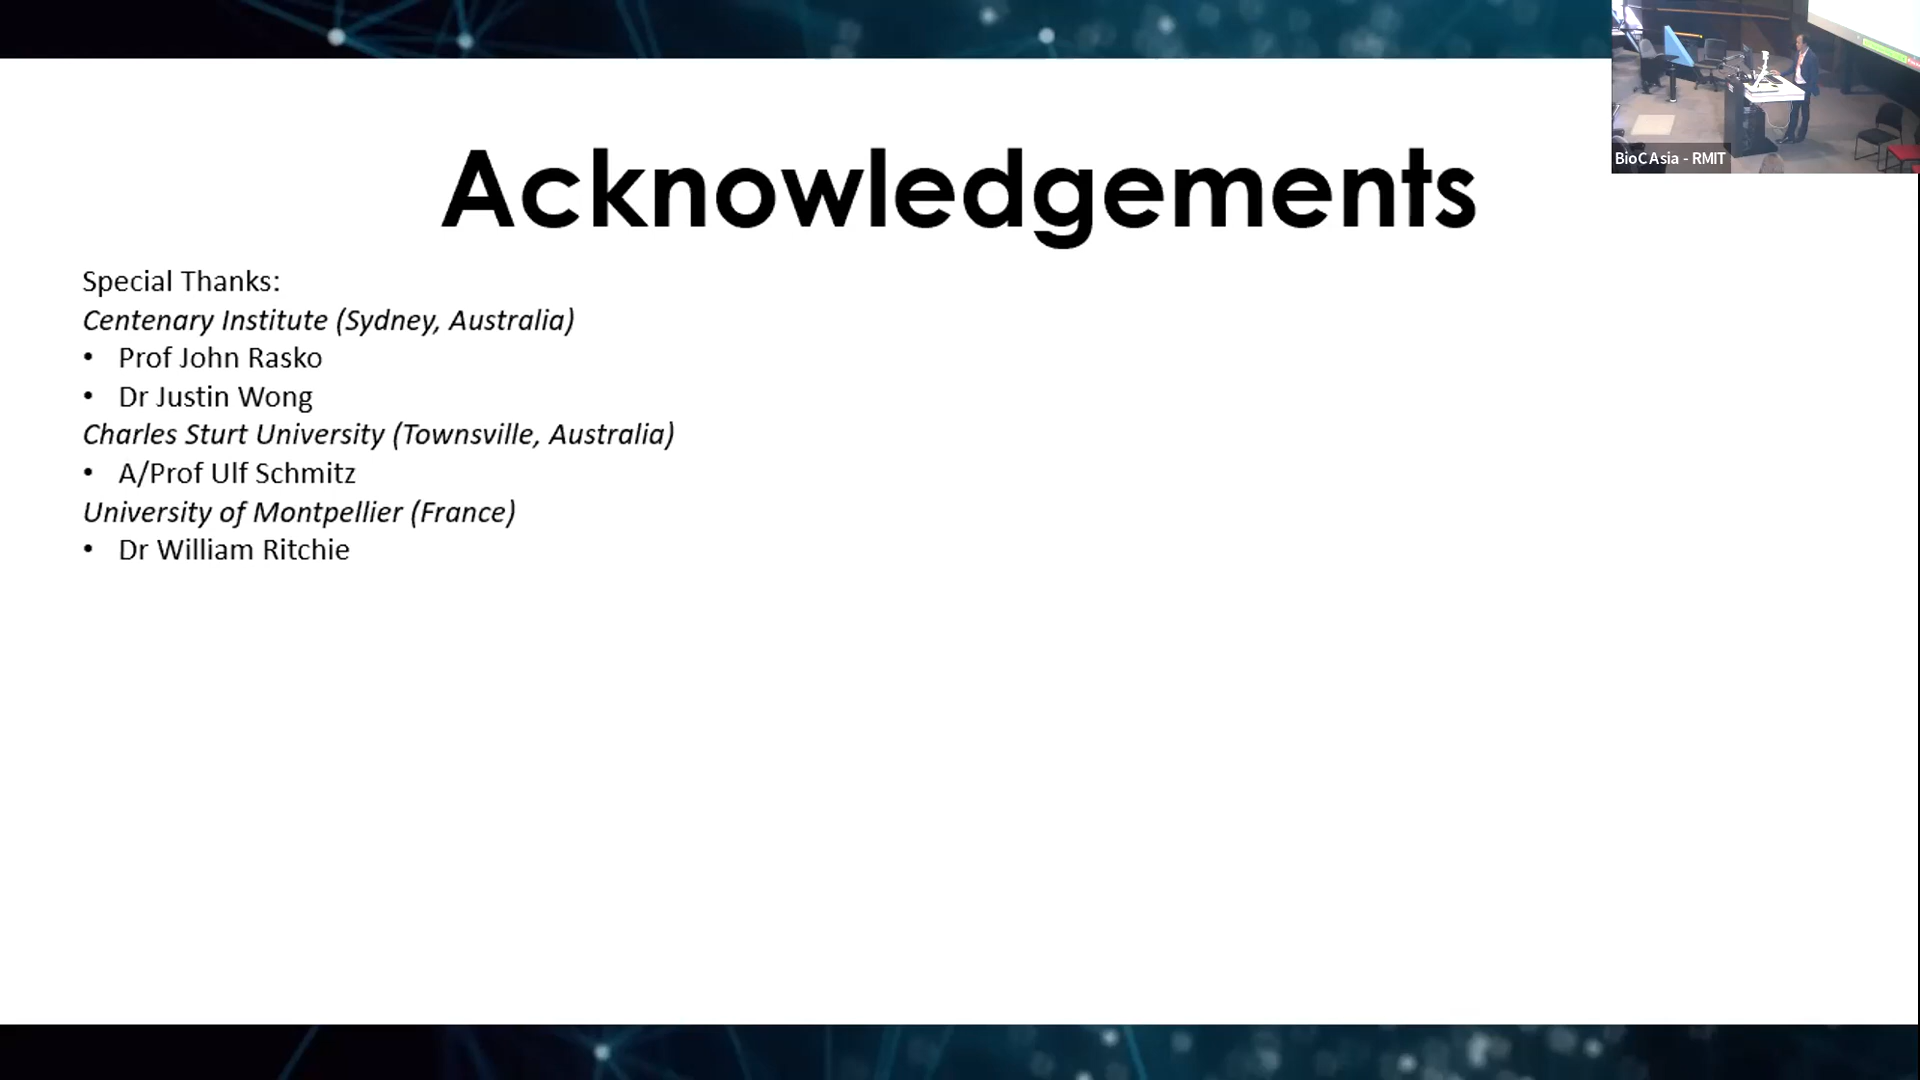 BioC Asia - RMIT
Acknowledgements
Special Thanks:
Centenary Institute (Sydney, Australia)
• Prof John Rasko
• Dr Justin Wong
Charles Sturt University (Townsville, Australia)
• A/Prof Ulf Schmitz
University of Montpellier (France)
• Dr William Ritchie